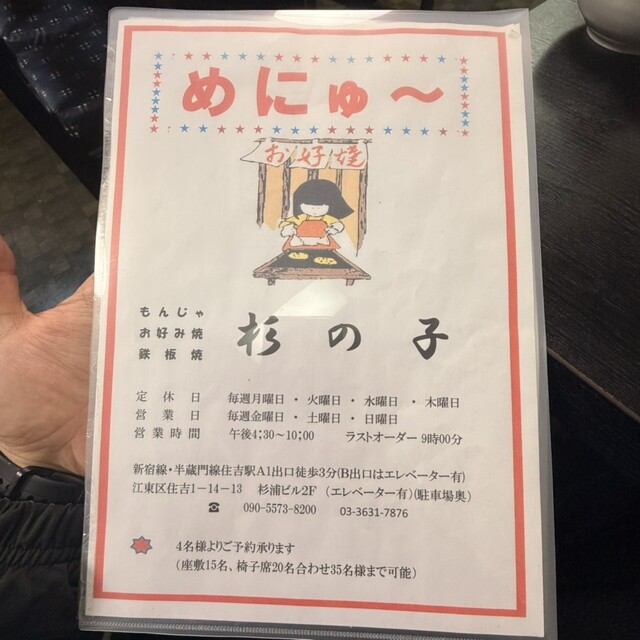 めにゅ～
お好焼
もんじゃ
お好み焼
鉄板焼
杉の子
定休日 毎週月曜日・火曜日・水曜日・木曜日
営業日 毎週金曜日・土曜日・日曜日
営業時間 午後4:30～10:00 ラストオーダー 9時00分
新宿線・半蔵門線住吉駅A1出口徒歩3分(B出口はエレベーター有)
江東区住吉1－14－13 杉浦ビル2F (エレベーター有)(駐車場奥)
☎ 090-5573-8200 03-3631-7876
4名様よりご予約承ります
(座敷15名、椅子席20名合わせ35名様まで可能)